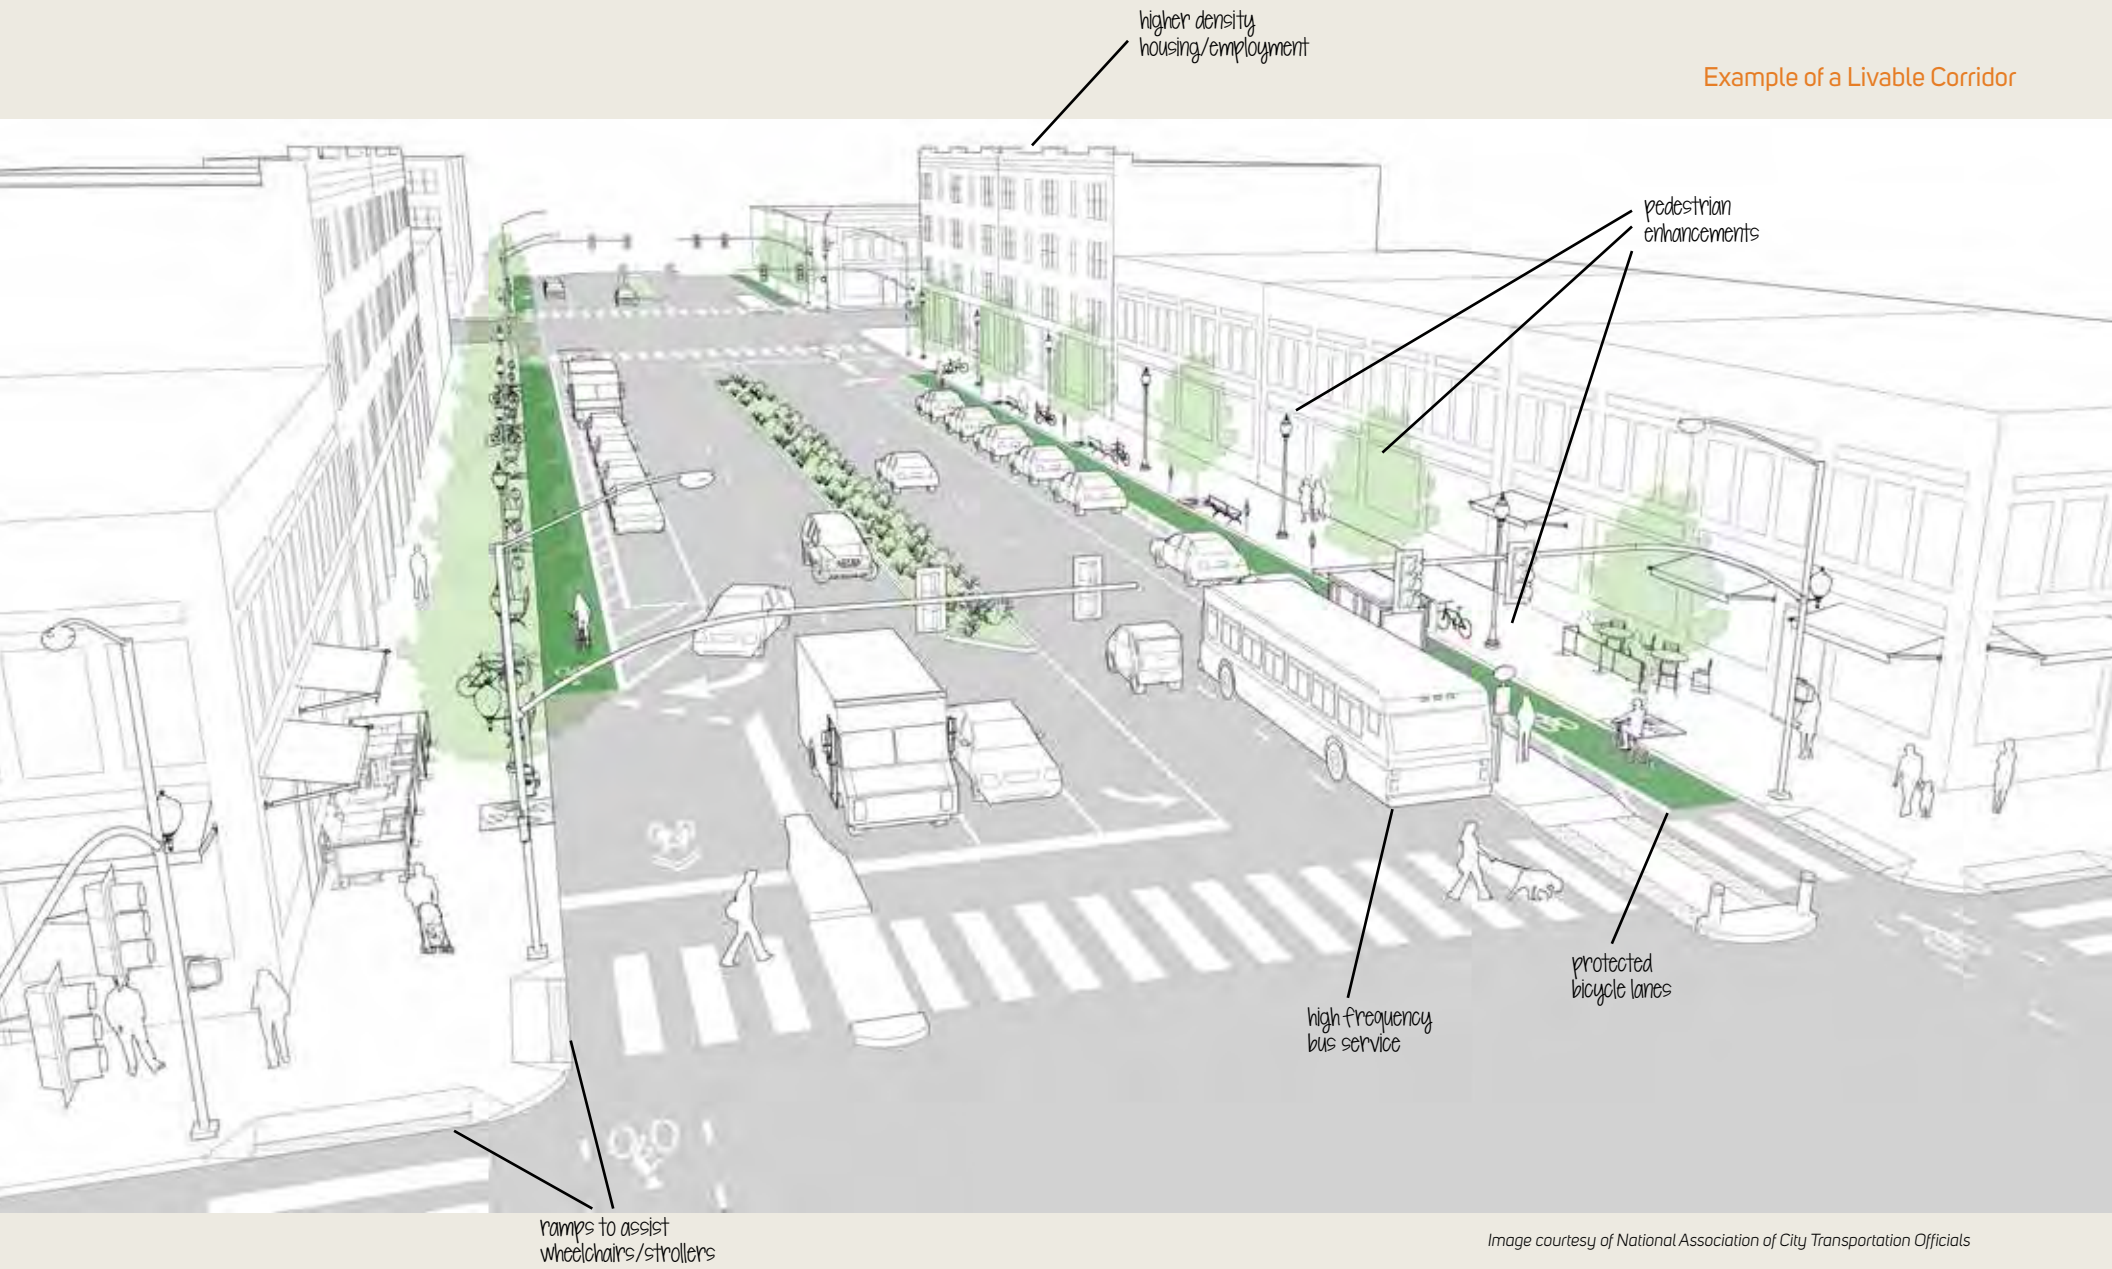 higher density
housing/employment
Example of a Livable Corridor
pedestrian
enhancements
protected
bicycle lanes
high frequency
bus service
ramps to assist
wheelchairs/strollers
Image courtesy of National Association of City Transportation Officials